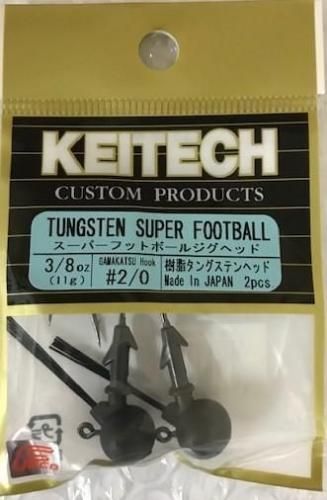 KEITECH
CUSTOM PRODUCTS
TUNGSTEN SUPER FOOTBALL
スーパーフットボールジグヘッド
3/8oz
(11g)
GAMAKATSU Hook
#2/0
樹脂タングステンヘッド
Made In JAPAN 2pcs
プラ